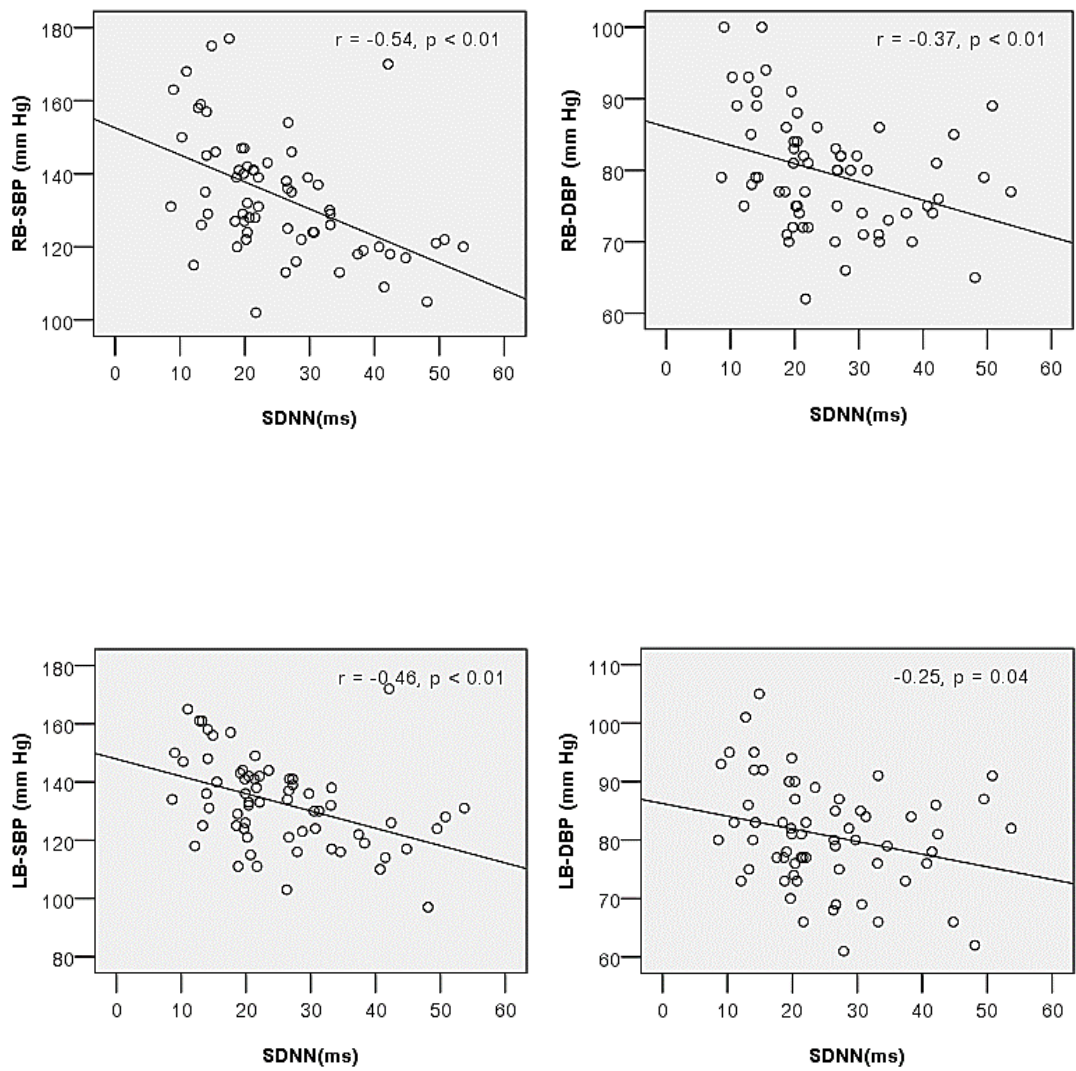 r = -0.54, p < 0.01
RB-SBP (mm Hg)
180
160
140
120
100
0 10 20 30 40 50 60
SDNN(ms)
r = -0.37, p < 0.01
RB-DBP (mm Hg)
100
90
80
70
60
0 10 20 30 40 50 60
SDNN(ms)
r = -0.46, p < 0.01
LB-SBP (mm Hg)
180
160
140
120
100
80
0 10 20 30 40 50 60
SDNN(ms)
-0.25, p = 0.04
LB-DBP (mm Hg)
110
100
90
80
70
60
0 10 20 30 40 50 60
SDNN(ms)